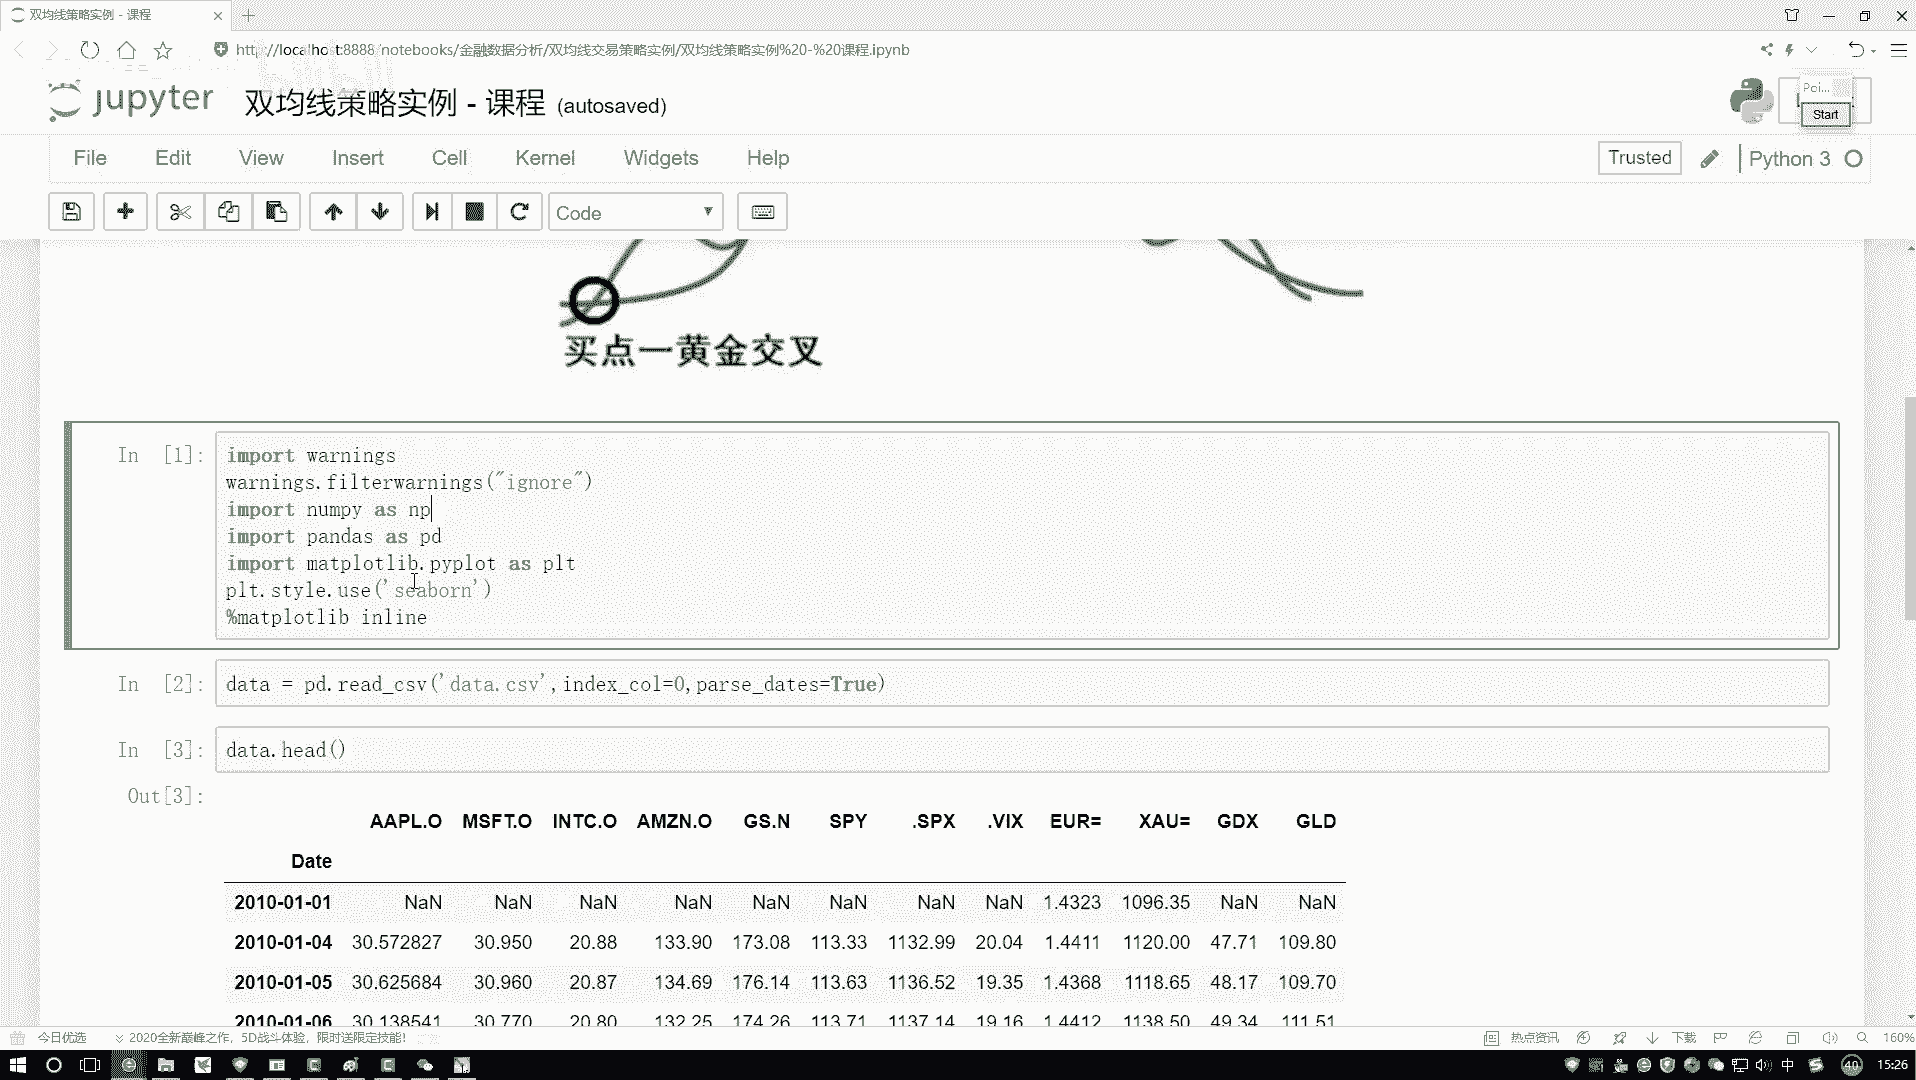 双均线策略实例 - 课程
http://localhost:8888/notebooks/金融数据分析/双均线交易策略实例/双均线策略实例%20-%20课程.ipynb
jupyter 双均线策略实例 - 课程 (autosaved)
Poi...
Start
File Edit View Insert Cell Kernel Widgets Help
Trusted
Python 3
Code
买点一黄金交叉
In [1]:
import warnings
warnings.filterwarnings("ignore")
import numpy as np
import pandas as pd
import matplotlib.pyplot as plt
plt.style.use('seaborn')
%matplotlib inline
In [2]: data = pd.read_csv('data.csv',index_col=0,parse_dates=True)
In [3]: data.head()
Out[3]:
AAPL.O MSFT.O INTC.O AMZN.O GS.N SPY .SPX .VIX EUR= XAU= GDX GLD
Date
2010-01-01 NaN NaN NaN NaN NaN NaN NaN NaN 1.4323 1096.35 NaN NaN
2010-01-04 30.572827 30.950 20.88 133.90 173.08 113.33 1132.99 20.04 1.4411 1120.00 47.71 109.80
2010-01-05 30.625684 30.960 20.87 134.69 176.14 113.63 1136.52 19.35 1.4368 1118.65 48.17 109.70
2010-01-06 30.138541 30.770 20.80 132.25 174.26 113.71 1137.14 19.16 1.4412 1138.50 49.34 111.51
今日优选
2020全新巅峰之作，5D战斗体验，限时送限定技能！
热点资讯
下载
160%
中
40
15:26